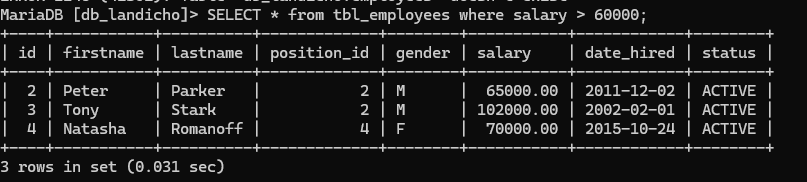 MariaDB [db_landicho]> SELECT * from tbl_employees where salary > 60000;
+----+-----------+----------+-------------+--------+-----------+------------+--------+
| id | firstname | lastname | position_id | gender | salary    | date_hired | status |
+----+-----------+----------+-------------+--------+-----------+------------+--------+
|  2 | Peter     | Parker   |           2 | M      |  65000.00 | 2011-12-02 | ACTIVE |
|  3 | Tony      | Stark    |           2 | M      | 102000.00 | 2002-02-01 | ACTIVE |
|  4 | Natasha   | Romanoff |           4 | F      |  70000.00 | 2015-10-24 | ACTIVE |
+----+-----------+----------+-------------+--------+-----------+------------+--------+
3 rows in set (0.031 sec)